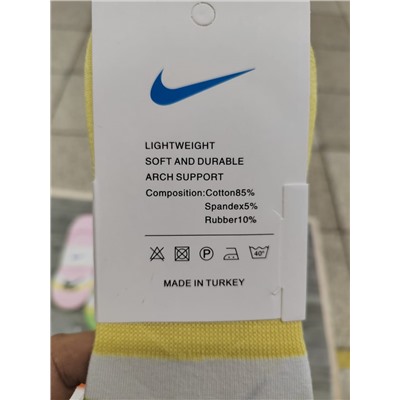 LIGHTWEIGHT
SOFT AND DURABLE
ARCH SUPPORT
Composition:Cotton85%
Spandex5%
Rubber10%
P 40°
MADE IN TURKEY